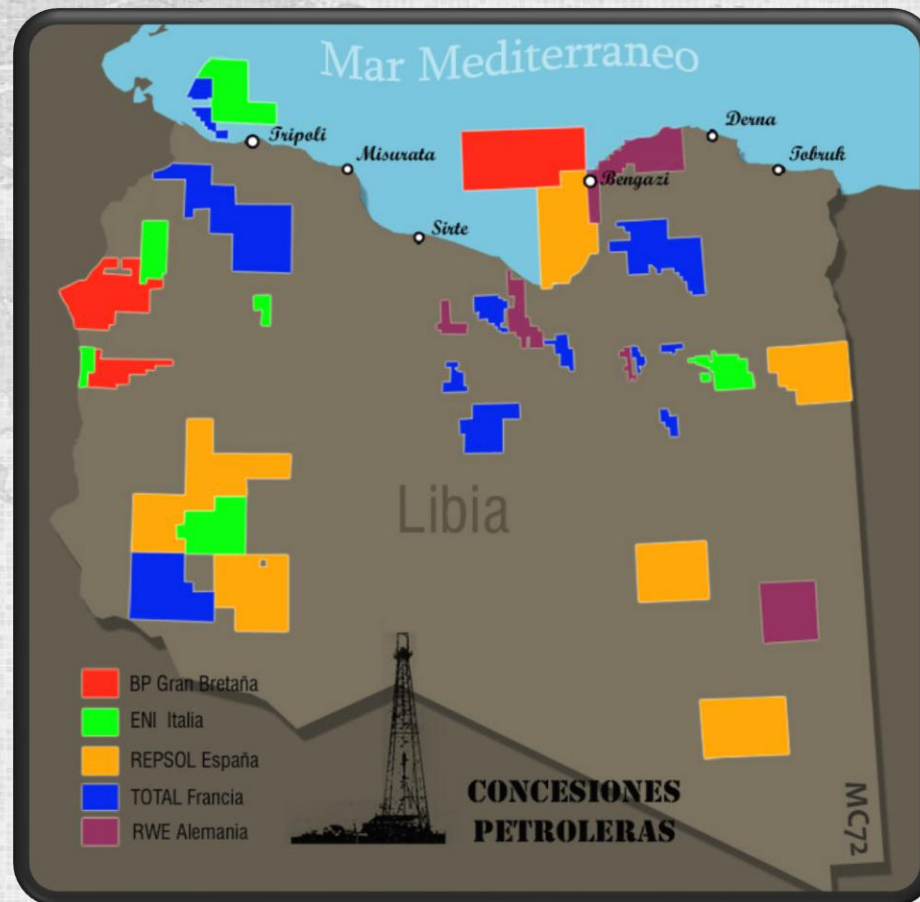 Mar Mediterraneo
Derna
Tripoli
Misurata
Tobruk
Bengazi
Sirte
Libia
BP Gran Bretaña
ENI Italia
REPSOL España
TOTAL Francia
RWE Alemania
CONCESIONES
PETROLERAS
MC72